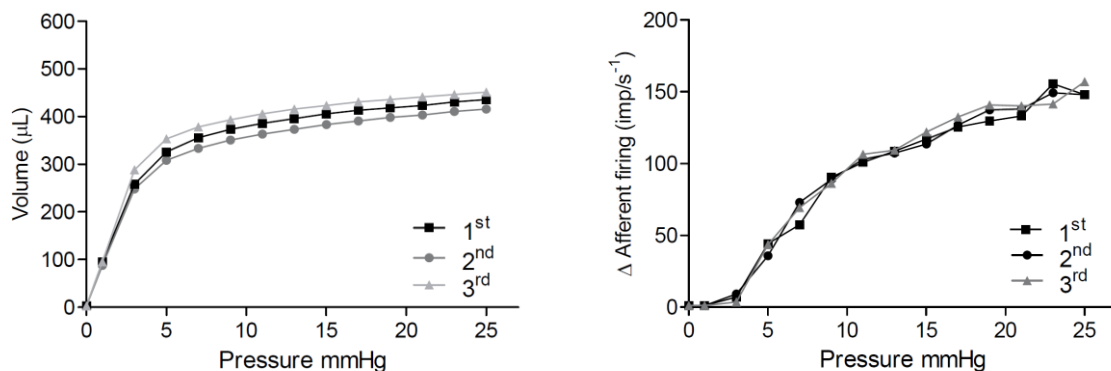 600
500
400
300
200
100
0
Volume (μL)
1st
2nd
3rd
0 5 10 15 20 25
Pressure mmHg
200
150
100
50
0
Δ Afferent firing (imp/s⁻¹)
1st
2nd
3rd
0 5 10 15 20 25
Pressure mmHg